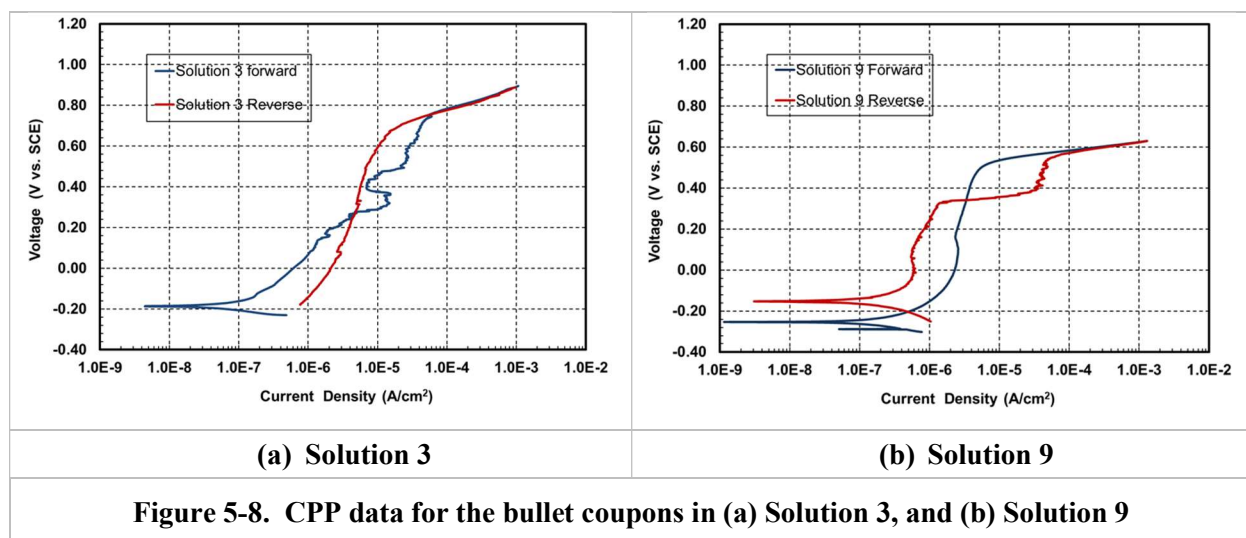 1.20
1.00
0.80
0.60
0.40
0.20
0.00
-0.20
-0.40
Voltage (V vs. SCE)
Solution 3 forward
Solution 3 Reverse
1.0E-9 1.0E-8 1.0E-7 1.0E-6 1.0E-5 1.0E-4 1.0E-3 1.0E-2
Current Density (A/cm²)
(a) Solution 3
1.20
1.00
0.80
0.60
0.40
0.20
0.00
-0.20
-0.40
Voltage (V vs. SCE)
Solution 9 Forward
Solution 9 Reverse
1.0E-9 1.0E-8 1.0E-7 1.0E-6 1.0E-5 1.0E-4 1.0E-3 1.0E-2
Current Density (A/cm²)
(b) Solution 9
Figure 5-8. CPP data for the bullet coupons in (a) Solution 3, and (b) Solution 9